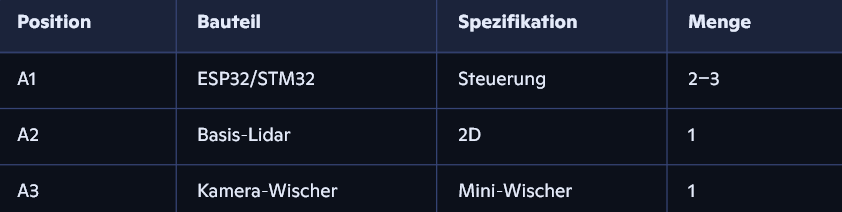 Position Bauteil Spezifikation Menge
A1 ESP32/STM32 Steuerung 2–3
A2 Basis-Lidar 2D 1
A3 Kamera-Wischer Mini-Wischer 1